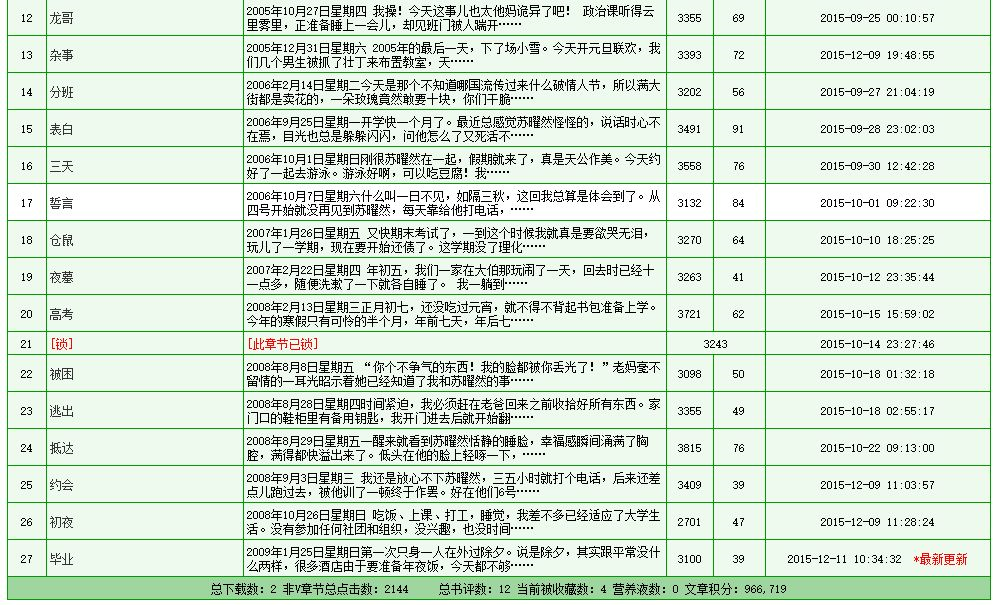 12 龙哥 2005年10月27日星期四 我操！今天这事儿也太他妈诡异了吧！ 政治课听得云 3355 69 2015-09-25 00:10:57
里雾里，正准备睡上一会儿，却见班门被人踹开……
13 杂事 2005年12月31日星期六 2005年的最后一天，下了场小雪。今天开元旦联欢，我 3393 72 2015-12-09 19:48:55
们几个男生被抓了壮丁来布置教室，天……
14 分班 2006年2月14日星期二今天是那个不知道哪国流传过来什么破情人节，所以满大 3202 56 2015-09-27 21:04:19
街都是卖花的，一朵玫瑰竟然敢要十块，你们干脆……
15 表白 2006年9月25日星期一开学快一个月了。最近总感觉苏曜然怪怪的，说话时心不 3491 91 2015-09-28 23:02:03
在焉，目光也总是躲躲闪闪，问他怎么了又死活不……
16 三天 2006年10月1日星期日刚很苏曜然在一起，假期就来了，真是天公作美。今天约 3558 76 2015-09-30 12:42:28
好了一起去游泳。游泳好啊，可以吃豆腐！我……
17 誓言 2006年10月7日星期六什么叫一日不见，如隔三秋，这回我总算是体会到了。从 3132 84 2015-10-01 09:22:30
四号开始就没再见到苏曜然，每天靠给他打电话，……
18 仓鼠 2007年1月26日星期五 又快期末考试了，一到这个时候我就真是要欲哭无泪， 3270 64 2015-10-10 18:25:25
玩儿了一学期，现在要开始还债了。这学期没了理化……
19 夜蔓 2007年2月22日星期四 年初五，我们一家在大伯那玩闹了一天，回去时已经十 3263 41 2015-10-12 23:35:44
一点多，随便洗漱了一下就各自睡了。 我一躺到……
20 高考 2008年2月13日星期三正月初七，还没吃过元宵，就不得不背起书包准备上学。 3721 62 2015-10-15 15:59:02
今年的寒假只有可怜的半个月，年前七天，年后七……
21 [锁] [此章节已锁] 3243 2015-10-14 23:27:46
22 被困 2008年8月8日星期五 “你个不争气的东西！我的脸都被你丢光了！”老妈毫不 3098 50 2015-10-18 01:32:18
留情的一耳光昭示着她已经知道了我和苏曜然的事……
23 逃出 2008年8月28日星期四时间紧迫，我必须赶在老爸回来之前收拾好所有东西。家 3355 49 2015-10-18 02:55:17
门口的鞋柜里有备用钥匙，我开门进去后就开始翻……
24 抵达 2008年8月29日星期五一醒来就看到苏曜然恬静的睡脸，幸福感瞬间涌满了胸 3815 76 2015-10-22 09:13:00
腔，满得都快溢出来了。低头在他的脸上轻啄一下，……
25 约会 2008年9月3日星期三 我还是放心不下苏曜然，三五小时就打个电话，后来还差 3409 39 2015-12-09 11:03:57
点儿跑过去，被他训了一顿终于作罢。好在他们6号……
26 初夜 2008年10月26日星期日 吃饭、上课、打工，睡觉，我差不多已经适应了大学生 2701 47 2015-12-09 11:28:24
活。没有参加任何社团和组织，没兴趣，也没时间……
27 毕业 2009年1月25日星期日第一次只身一人在外过除夕。说是除夕，其实跟平常没什 3100 39 2015-12-11 10:34:32 *最新更新
么两样，很多酒店由于要准备年夜饭，今天都不够……
总下载数：2 非V章节总点击数：2144 总书评数：12 当前被收藏数：4 营养液数：0 文章积分：966,719